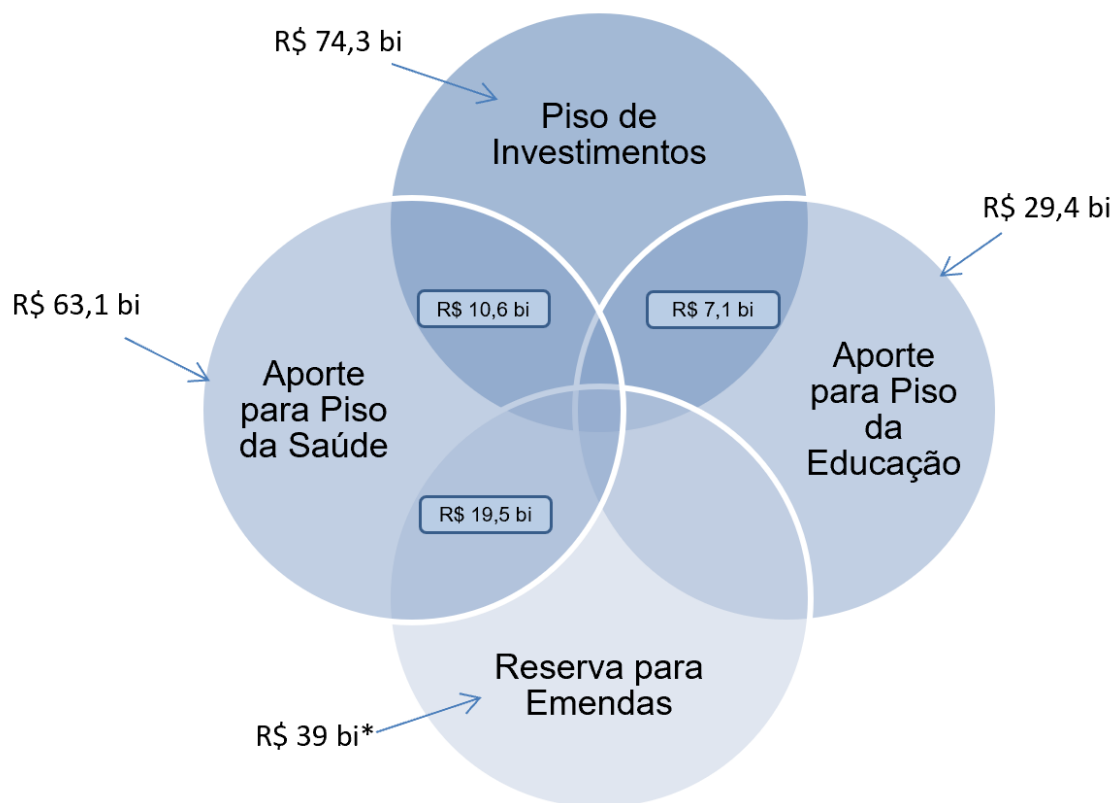 R$ 74,3 bi
Piso de
Investimentos
R$ 29,4 bi
R$ 63,1 bi
R$ 10,6 bi
R$ 7,1 bi
Aporte
para Piso
da Saúde
Aporte
para Piso
da
Educação
R$ 19,5 bi
Reserva para
Emendas
R$ 39 bi*